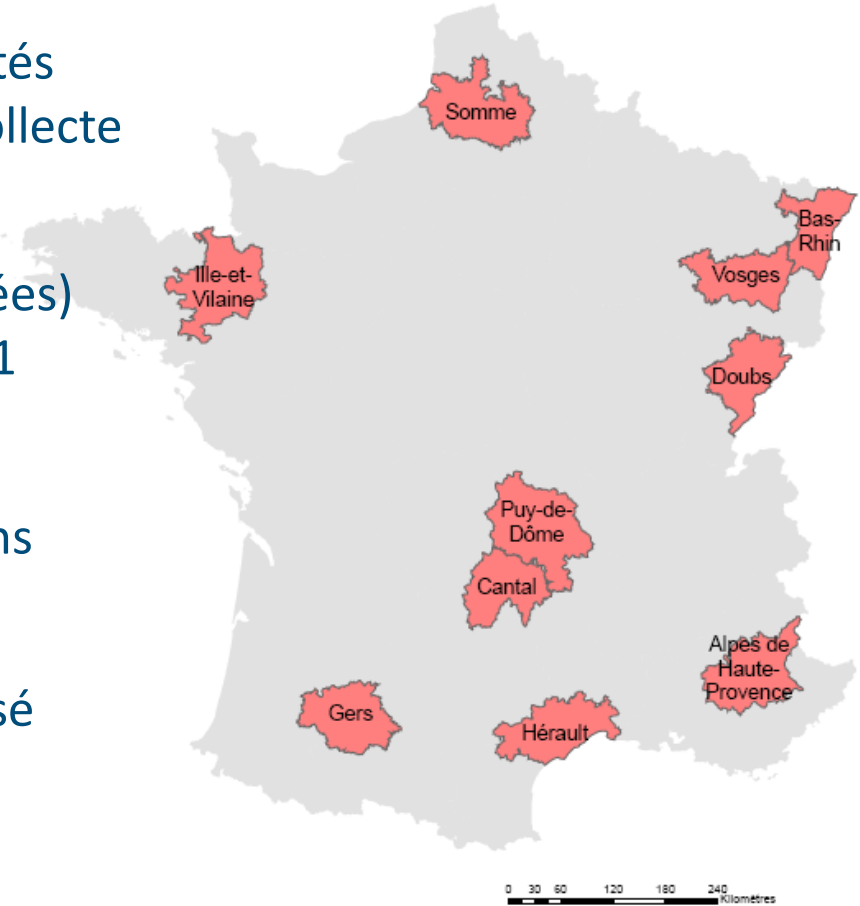 tés
ollecte
ées)
1
ns
sé
Somme
Bas-
Rhin
Ille-et-
Vilaine
Vosges
Doubs
Puy-de-
Dôme
Cantal
Alpes de
Haute-
Provence
Gers
Hérault
0 30 60 120 180 240
Kilomètres